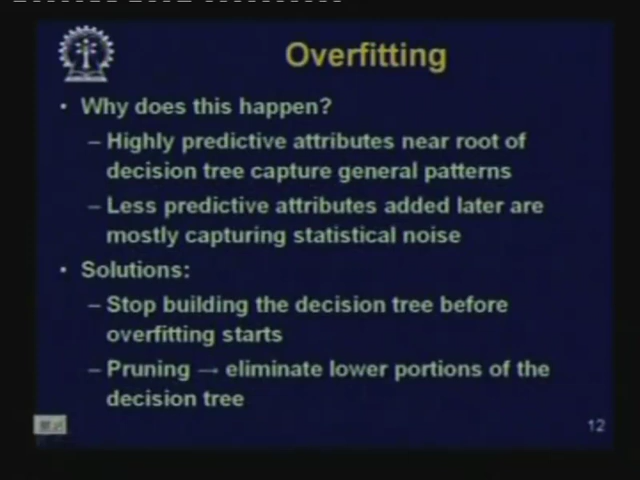 Overfitting
• Why does this happen?
– Highly predictive attributes near root of
decision tree capture general patterns
– Less predictive attributes added later are
mostly capturing statistical noise
• Solutions:
– Stop building the decision tree before
overfitting starts
– Pruning → eliminate lower portions of the
decision tree
12